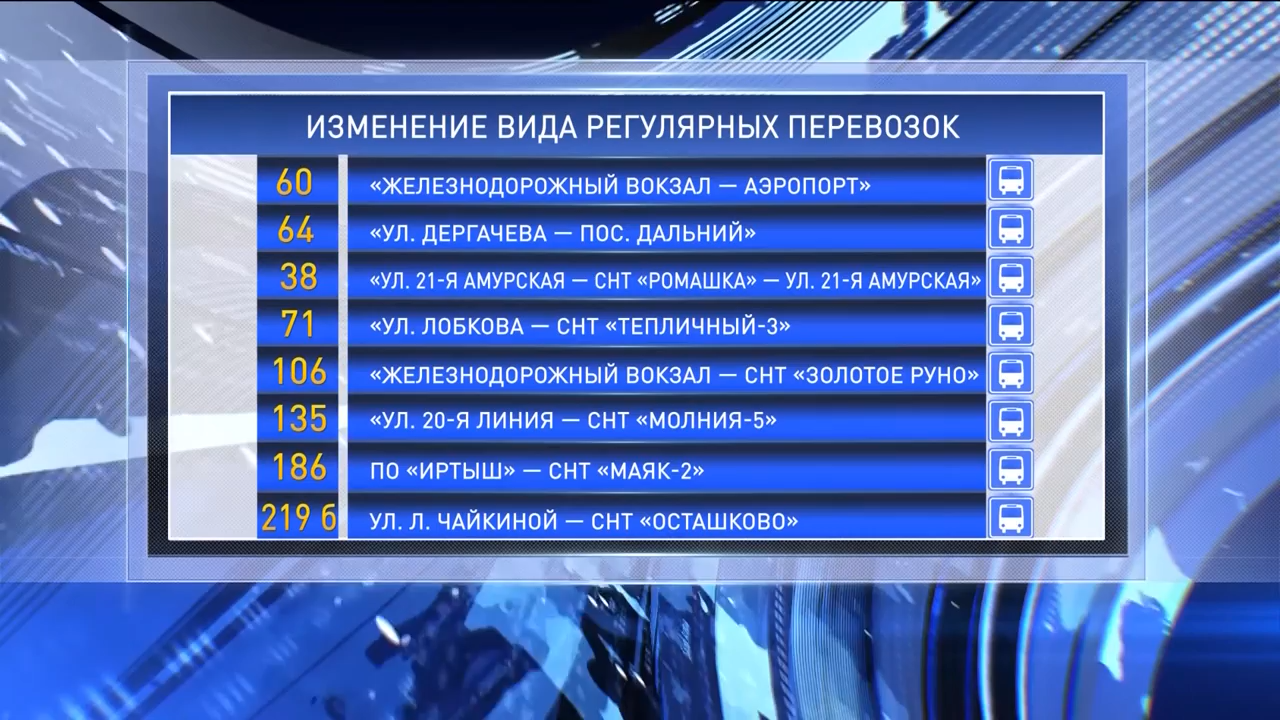 ИЗМЕНЕНИЕ ВИДА РЕГУЛЯРНЫХ ПЕРЕВОЗОК
60 «ЖЕЛЕЗНОДОРОЖНЫЙ ВОКЗАЛ — АЭРОПОРТ»
64 «УЛ. ДЕРГАЧЕВА — ПОС. ДАЛЬНИЙ»
38 «УЛ. 21-Я АМУРСКАЯ — СНТ «РОМАШКА» — УЛ. 21-Я АМУРСКАЯ»
71 «УЛ. ЛОБКОВА — СНТ «ТЕПЛИЧНЫЙ-3»
106 «ЖЕЛЕЗНОДОРОЖНЫЙ ВОКЗАЛ — СНТ «ЗОЛОТОЕ РУНО»
135 «УЛ. 20-Я ЛИНИЯ — СНТ «МОЛНИЯ-5»
186 ПО «ИРТЫШ» — СНТ «МАЯК-2»
219 б УЛ. Л. ЧАЙКИНОЙ — СНТ «ОСТАШКОВО»